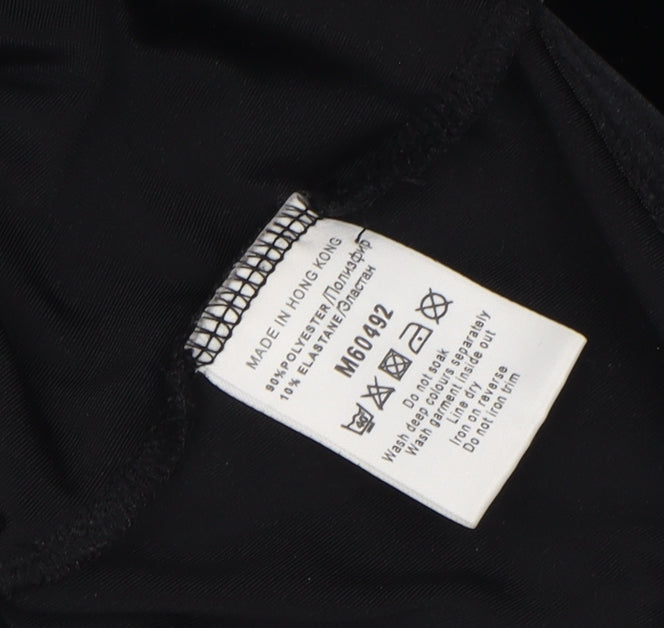 MADE IN HONG KONG
90%POLYESTER/Полиэфир
10% ELASTANE/Эластан
M60492
Do not soak
Wash deep colours separately
Wash garment inside out
Line dry
Iron on reverse
Do not iron trim